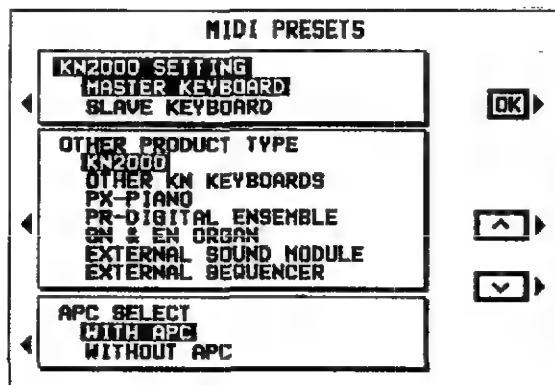 MIDI PRESETS
KN2000 SETTING
MASTER KEYBOARD
SLAVE KEYBOARD
OK
OTHER PRODUCT TYPE
KN2000
OTHER KN KEYBOARDS
PX-PIANO
PR-DIGITAL ENSEMBLE
GN & EN ORGAN
EXTERNAL SOUND MODULE
EXTERNAL SEQUENCER
APC SELECT
WITH APC
WITHOUT APC